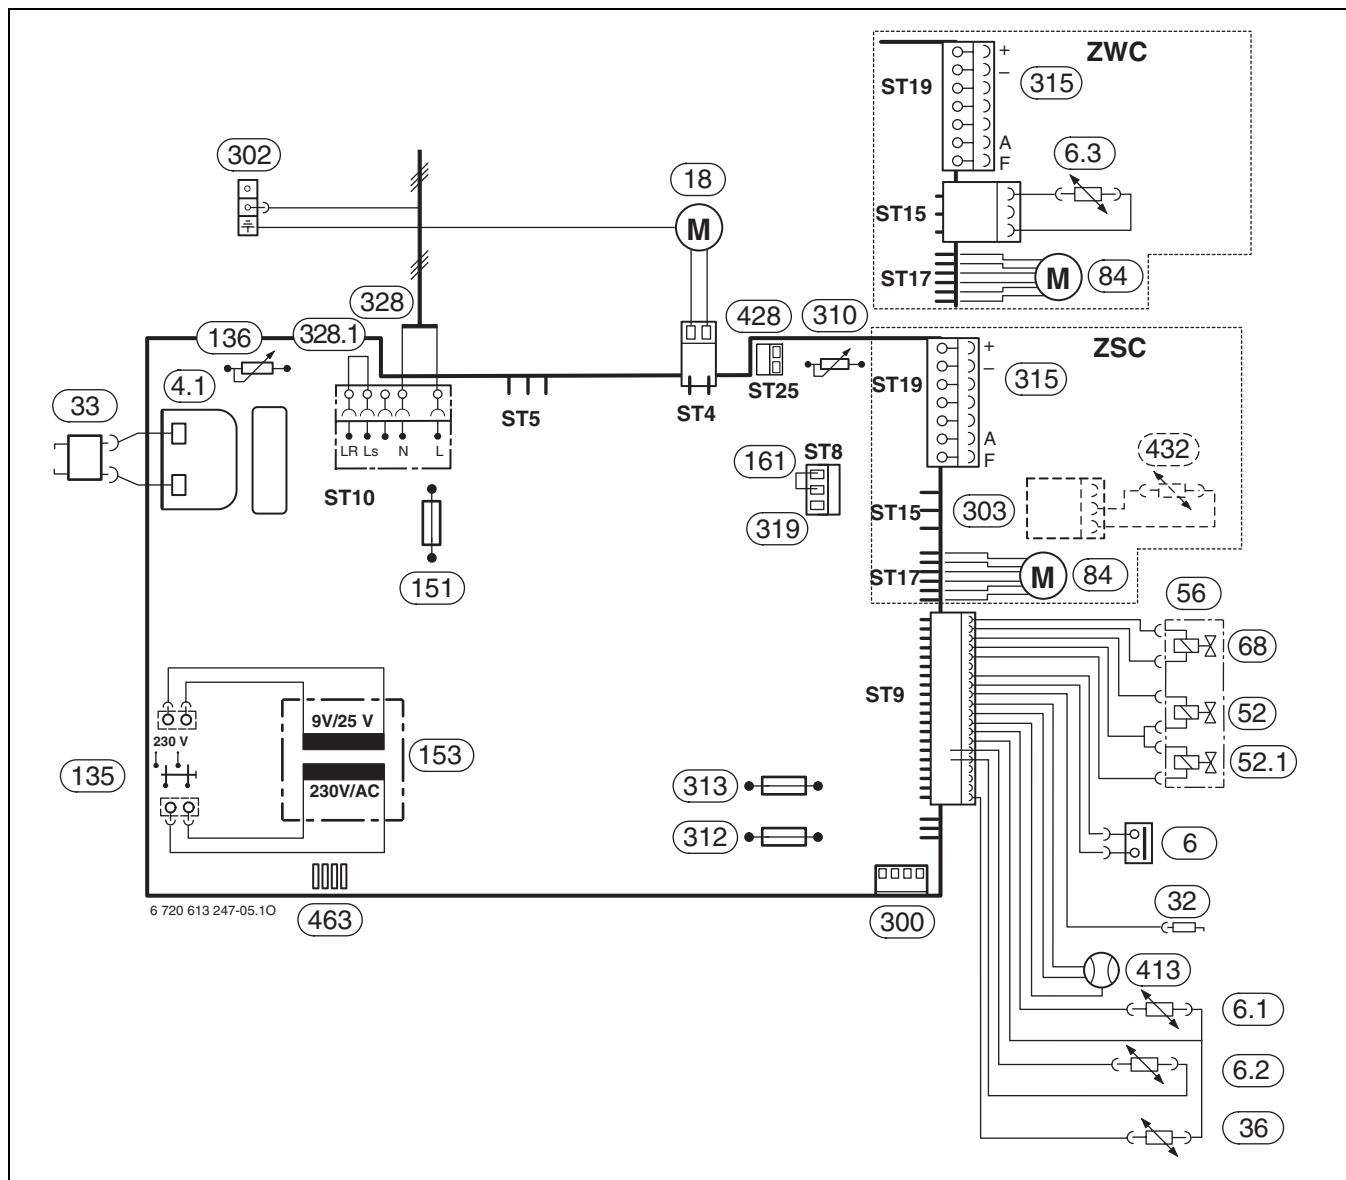 ZWC
+
−
ST19
315
A
F
6.3
302
18
M
ST15
ST17
M
84
328
428
310
136
328.1
4.1
ZSC
+
−
33
ST25
ST19
315
ST5
ST4
A
F
LR Ls N L
161
ST8
432
ST10
319
ST15
303
151
ST17
M
84
56
68
ST9
52
9V/25 V
230 V
153
52.1
135
230V/AC
313
312
6
463
300
32
6 720 613 247-05.1O
413
6.1
6.2
36